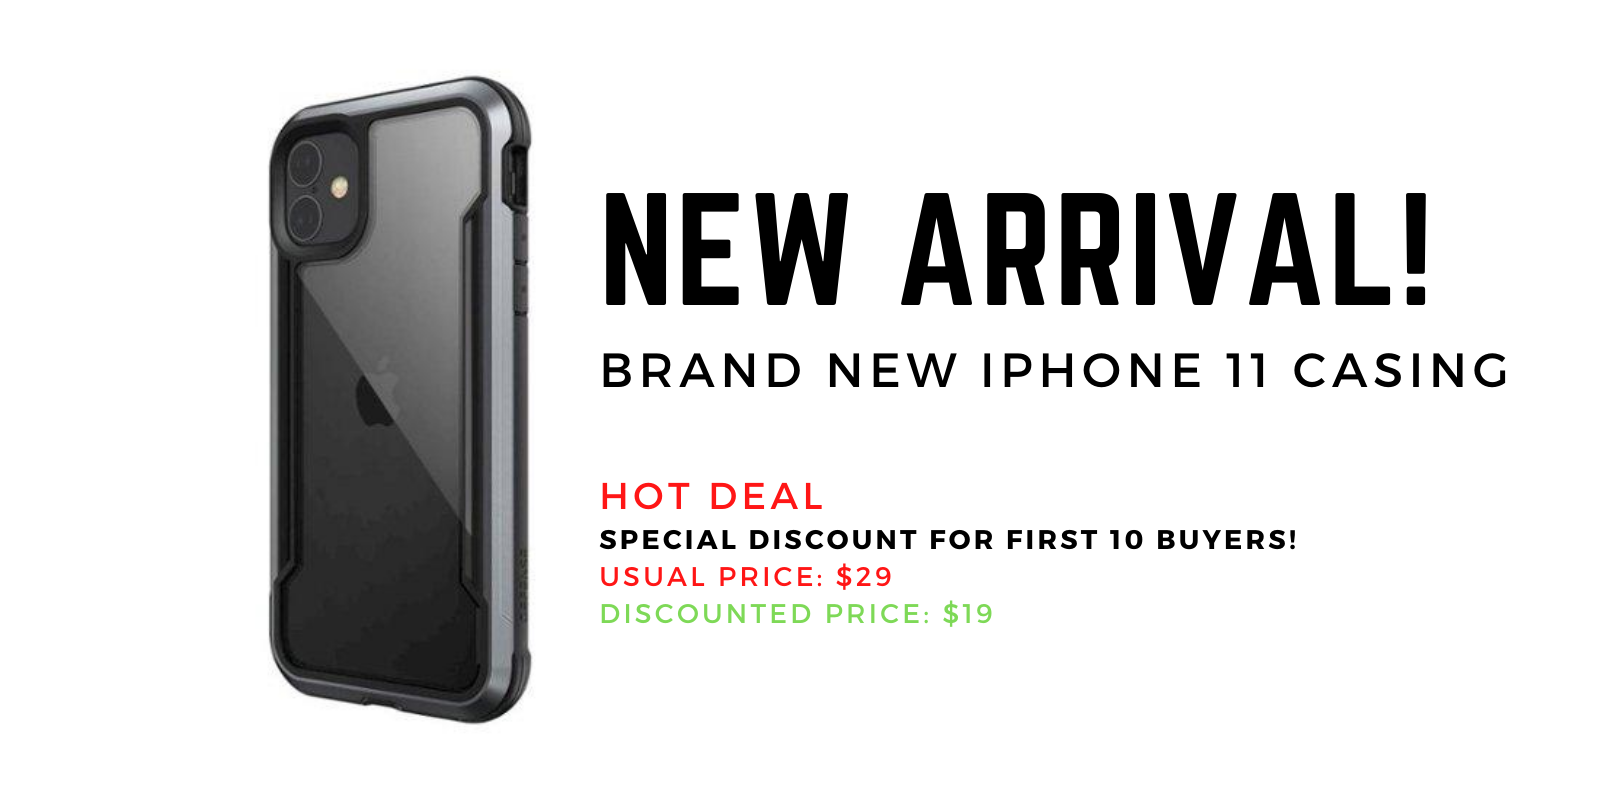 NEW ARRIVAL!
BRAND NEW IPHONE 11 CASING
HOT DEAL
SPECIAL DISCOUNT FOR FIRST 10 BUYERS!
USUAL PRICE: $29
DISCOUNTED PRICE: $19